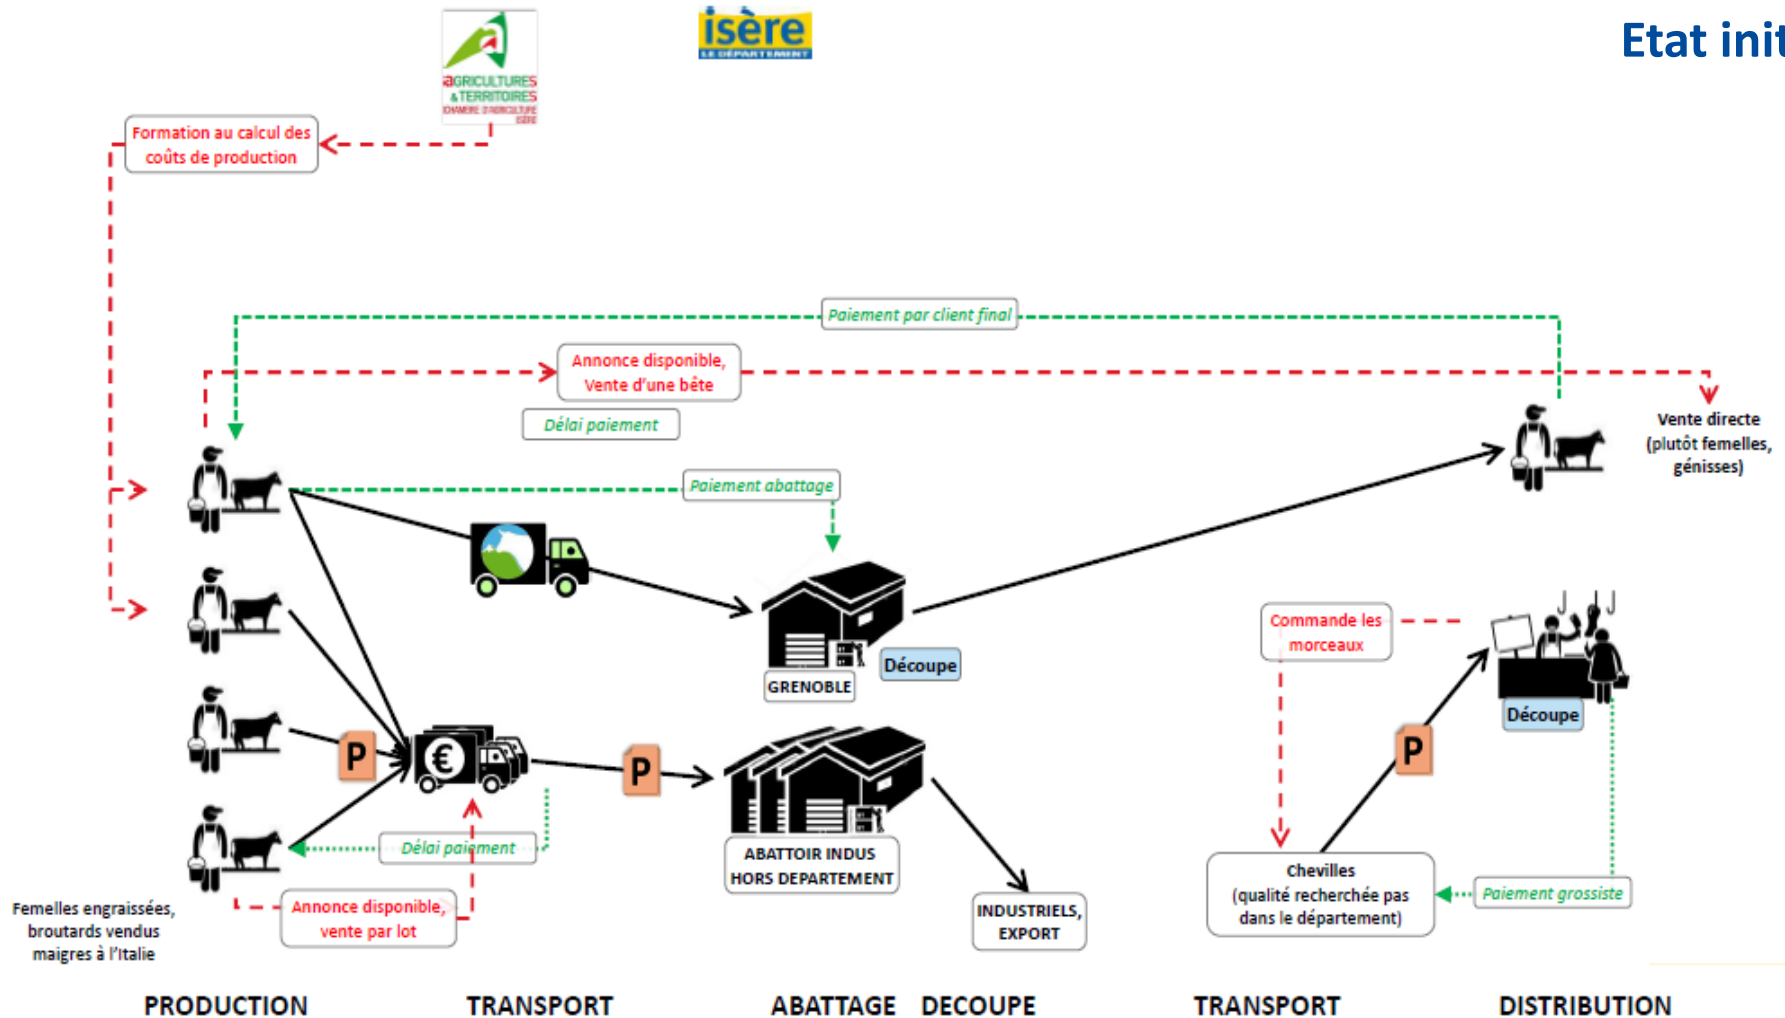 Etat init
aGRICULTURES
& TERRITOIRES
CHAMBRE D'AGRICULTURE
ISÈRE
isère
LE DÉPARTEMENT
Formation au calcul des
coûts de production
Paiement par client final
Annonce disponible,
Vente d'une bête
Délai paiement
Vente directe
(plutôt femelles,
génisses)
Paiement abattage
GRENOBLE
Découpe
Commande les
morceaux
Découpe
P
€
P
P
Délai paiement
ABATTOIR INDUS
HORS DEPARTEMENT
Chevilles
(qualité recherchée pas
dans le département)
Paiement grossiste
Femelles engraissées,
broutards vendus
maigres à l'Italie
Annonce disponible,
vente par lot
INDUSTRIELS,
EXPORT
PRODUCTION TRANSPORT ABATTAGE DECOUPE TRANSPORT DISTRIBUTION